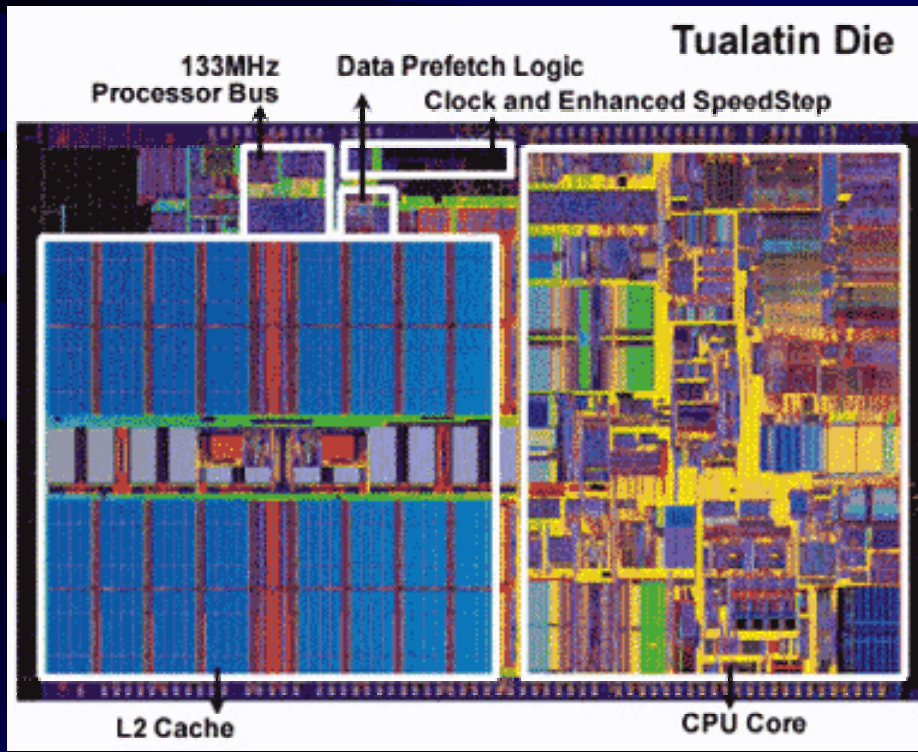 Tualatin Die
133MHz
Processor Bus
Data Prefetch Logic
Clock and Enhanced SpeedStep
L2 Cache
CPU Core